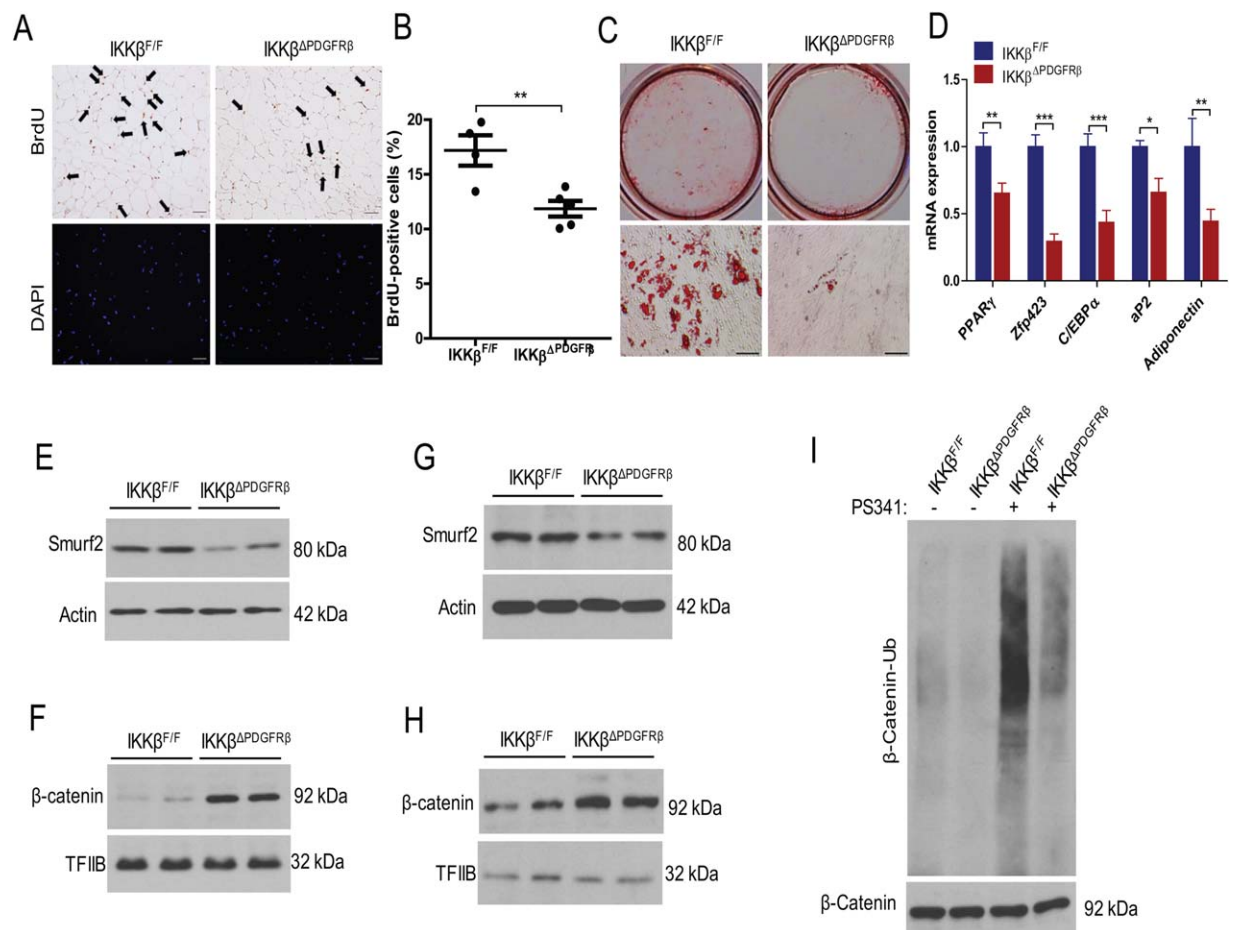 A
IKKβF/F
IKKβΔPDGFRβ
BrdU
DAPI
B
**
BrdU-positive cells (%)
20
15
10
5
0
IKKβF/F
IKKβΔPDGFRβ
C
IKKβF/F
IKKβΔPDGFRβ
D
IKKβF/F
IKKβΔPDGFRβ
mRNA expression
1.5
1.0
0.5
0.0
**
***
***
*
**
PPARγ
Zfp423
C/EBPα
aP2
Adiponectin
E
IKKβF/F
IKKβΔPDGFRβ
Smurf2
80 kDa
Actin
42 kDa
G
IKKβF/F
IKKβΔPDGFRβ
Smurf2
80 kDa
Actin
42 kDa
F
IKKβF/F
IKKβΔPDGFRβ
β-catenin
92 kDa
TFIIB
32 kDa
H
IKKβF/F
IKKβΔPDGFRβ
β-catenin
92 kDa
TFIIB
32 kDa
I
IKKβF/F
IKKβΔPDGFRβ
IKKβF/F
IKKβΔPDGFRβ
PS341: - - + +
β-Catenin-Ub
β-Catenin
92 kDa